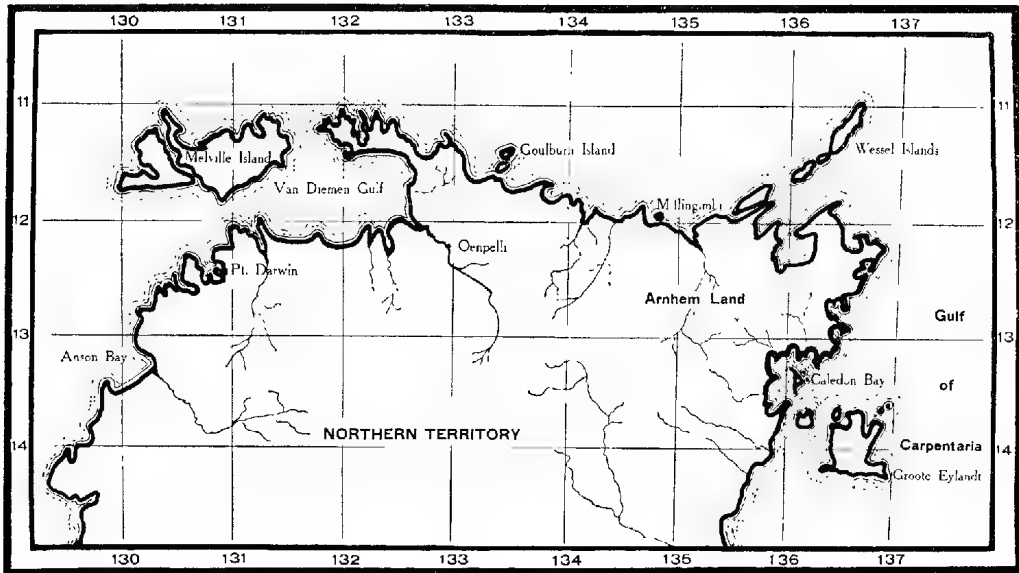 130 131 132 133 134 135 136 137
11 11
Melville Island
Goulburn Island
Wessel Islands
Van Diemen Gulf
12 12
Oenpelli
Pt. Darwin
Arnhem Land
Gulf
13 13
Anson Bay
Caledon Bay
of
NORTHERN TERRITORY
14 14
Carpentaria
Groote Eylandt
130 131 132 133 134 135 136 137